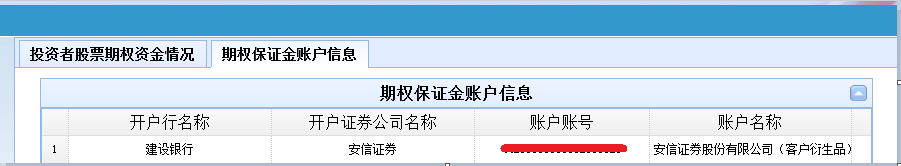 投资者股票期权资金情况 期权保证金账户信息
期权保证金账户信息
开户行名称 开户证券公司名称 账户账号 账户名称
1 建设银行 安信证券 安信证券股份有限公司（客户衍生品）